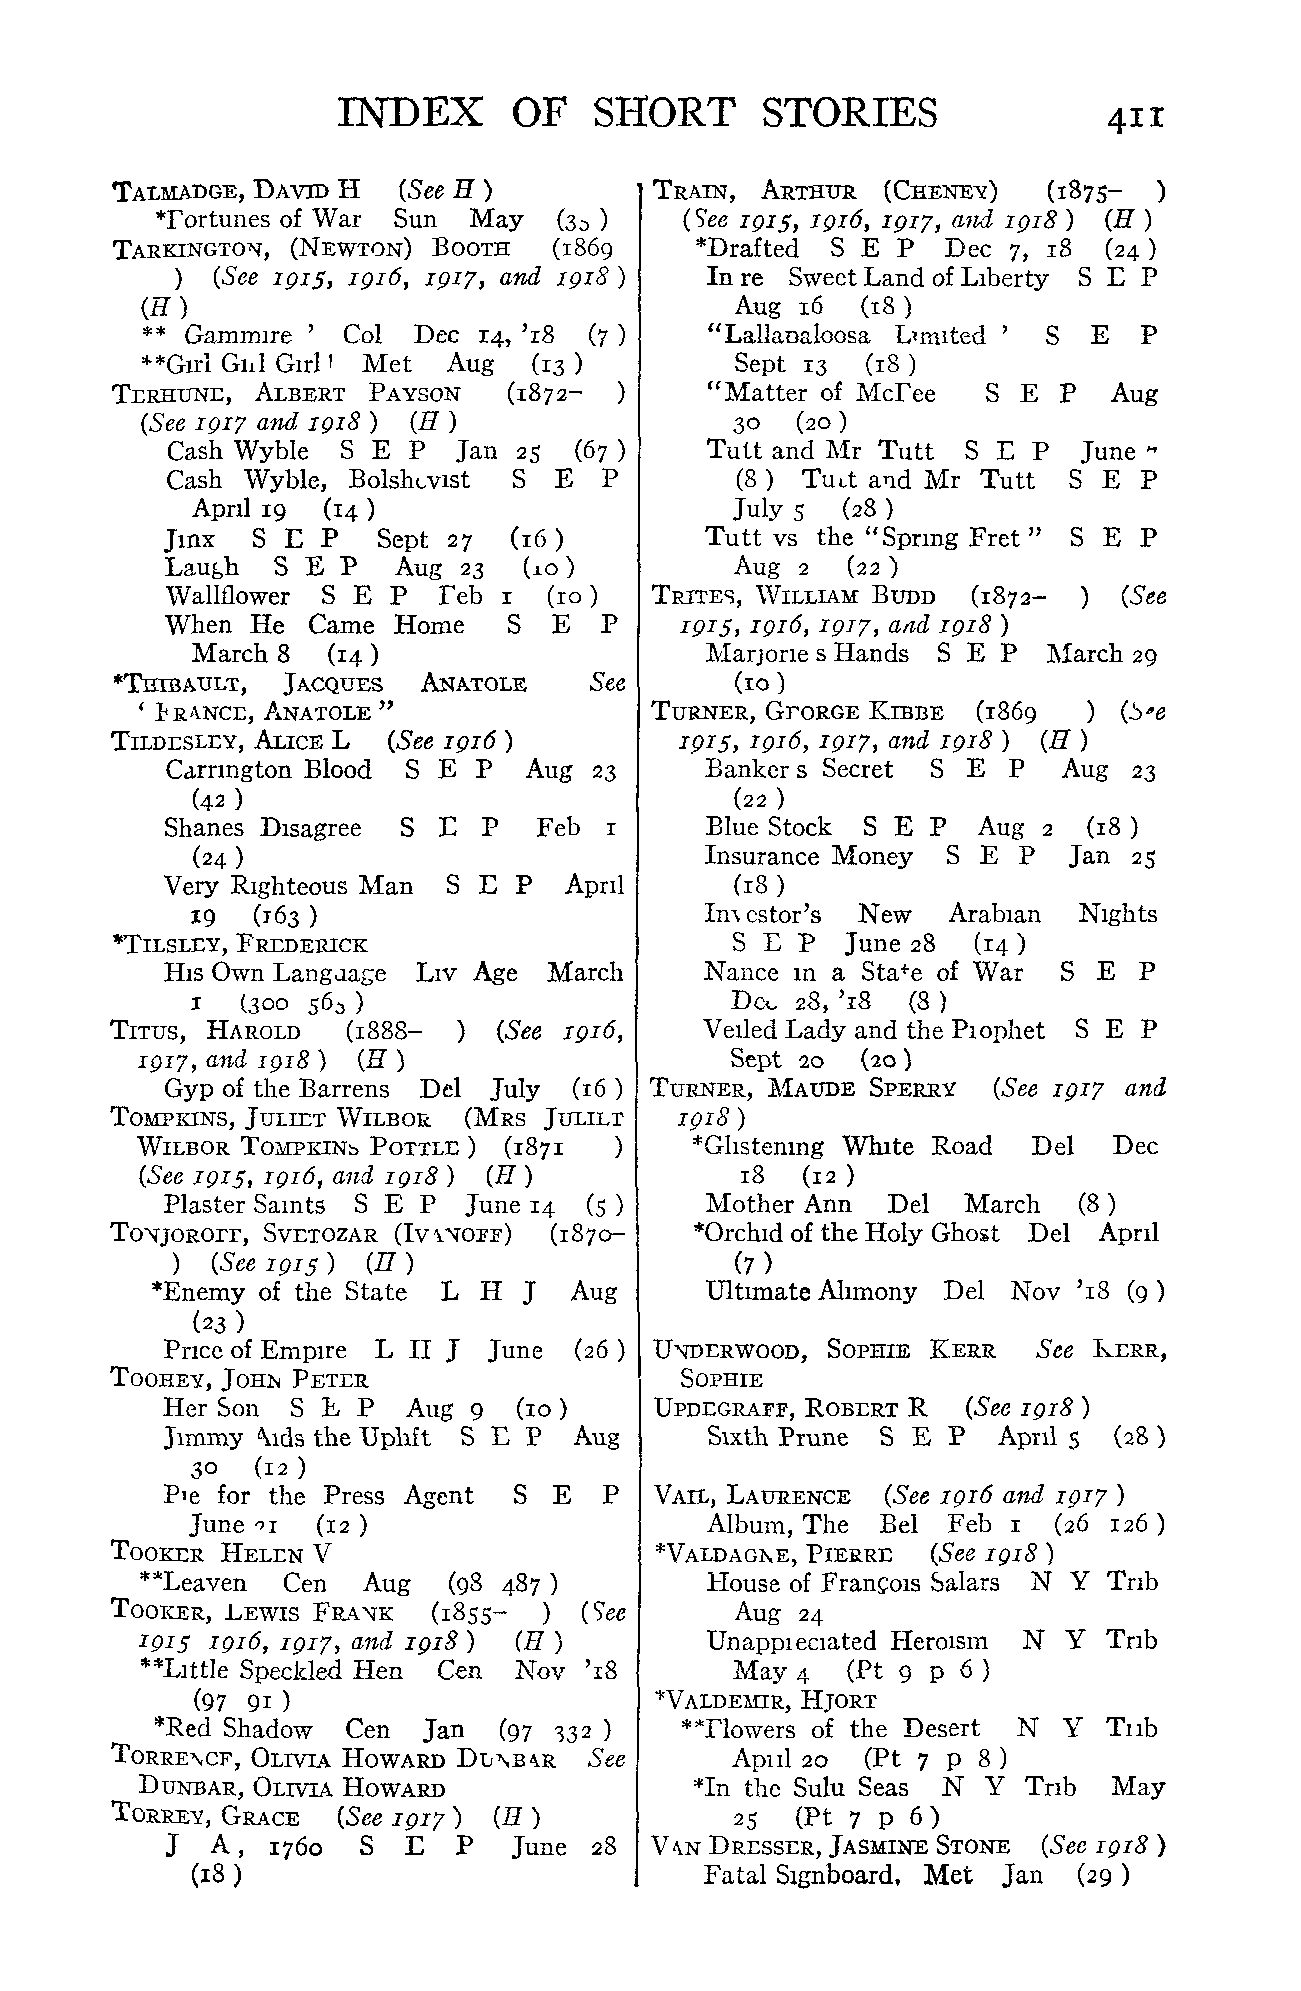 INDEX OF SHORT STORIES 411
TALMADGE, DAVID H (See H )
*Fortunes of War Sun May
TARKINGTON, (NEWTON) BOOTH (1869
) (See 1915, 1916, 1917, and 1918 )
(H )
** Gammire ' Col Dec 14, '18 (7 )
**Girl Girl Girl ! Met Aug (13 )
TERHUNE, ALBERT PAYSON (1872– )
(See 1917 and 1918 ) (H )
Cash Wyble S E P Jan 25 (67 )
Cash Wyble, Bolshevist S E P
April 19 (14 )
Jinx S E P Sept 27 (16 )
Laugh S E P Aug 23 (10 )
Wallflower S E P Feb 1 (10 )
When He Came Home S E P
March 8 (14 )
*THIBAULT, JACQUES ANATOLE See
‘ FRANCE, ANATOLE ”
TILDESLEY, ALICE L (See 1916 )
Carrington Blood S E P Aug 23
(42 )
Shanes Disagree S E P Feb 1
(24 )
Very Righteous Man S E P April
19 (163 )
*TILSLEY, FREDERICK
His Own Language Liv Age March
1 (300
TITUS, HAROLD (1888– ) (See 1916,
1917, and 1918 ) (H )
Gyp of the Barrens Del July (16 )
TOMPKINS, JULIET WILBOR (MRS JULIET
WILBOR TOMPKINS POTTLE ) (1871 )
(See 1915, 1916, and 1918 ) (H )
Plaster Saints S E P June 14 (5 )
TONJOROFF, SVETOZAR (IVANOFF) (1870–
) (See 1915 ) (H )
*Enemy of the State L H J Aug
(23 )
Price of Empire L H J June (26 )
TOOHEY, JOHN PETER
Her Son S E P Aug 9 (10 )
Jimmy Aids the Uplift S E P Aug
30 (12 )
Pie for the Press Agent S E P
June 21 (12 )
TOOKER HELEN V
**Leaven Cen Aug (98 487 )
TOOKER, LEWIS FRANK (1855– ) (See
1915 1916, 1917, and 1918 ) (H )
**Little Speckled Hen Cen Nov '18
(97 91 )
*Red Shadow Cen Jan (97 332 )
TORRENCE, OLIVIA HOWARD DUNBAR See
DUNBAR, OLIVIA HOWARD
TORREY, GRACE (See 1917 ) (H )
J A , 1760 S E P June 28
(18 )
TRAIN, ARTHUR (CHENEY) (1875– )
(See 1915, 1916, 1917, and 1918 ) (H )
*Drafted S E P Dec 7, 18 (24 )
In re Sweet Land of Liberty S E P
Aug 16 (18 )
“Lallapaloosa Limited ’ S E P
Sept 13 (18 )
“Matter of McFee S E P Aug
30 (20 )
Tutt and Mr Tutt S E P June
(8 ) Tutt and Mr Tutt S E P
July 5 (28 )
Tutt vs the “Spring Fret ” S E P
Aug 2 (22 )
TRITES, WILLIAM BUDD (1872– ) (See
1915, 1916, 1917, and 1918 )
Marjorie s Hands S E P March 29
(10 )
TURNER, GEORGE KIBBE (1869 ) (See
1915, 1916, 1917, and 1918 ) (H )
Banker s Secret S E P Aug 23
(22 )
Blue Stock S E P Aug 2 (18 )
Insurance Money S E P Jan 25
(18 )
Investor's New Arabian Nights
S E P June 28 (14 )
Nance in a State of War S E P
Dec 28, '18 (8 )
Veiled Lady and the Prophet S E P
Sept 20 (20 )
TURNER, MAUDE SPERRY (See 1917 and
1918 )
*Glistening White Road Del Dec
18 (12 )
Mother Ann Del March (8 )
*Orchid of the Holy Ghost Del April
(7 )
Ultimate Alimony Del Nov '18 (9 )
UNDERWOOD, SOPHIE KERR See KERR,
SOPHIE
UPDEGRAFF, ROBERT R (See 1918 )
Sixth Prune S E P April 5 (28 )
VAIL, LAURENCE (See 1916 and 1917 )
Album, The Bel Feb 1 (26 126 )
*VALDAGNE, PIERRE (See 1918 )
House of François Salars N Y Trib
Aug 24
Unappreciated Heroism N Y Trib
May 4 (Pt 9 p 6 )
*VALDEMIR, HJORT
**Flowers of the Desert N Y Trib
April 20 (Pt 7 p 8 )
*In the Sulu Seas N Y Trib May
25 (Pt 7 p 6 )
VAN DRESSER, JASMINE STONE (See 1918 )
Fatal Signboard, Met Jan (29 )